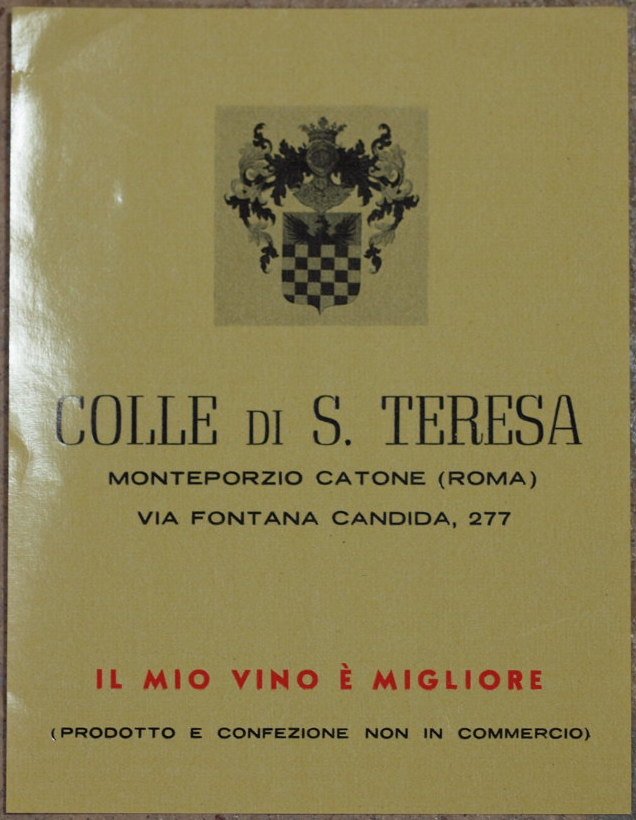 COLLE DI S. TERESA
MONTEPORZIO CATONE (ROMA)
VIA FONTANA CANDIDA, 277
IL MIO VINO È MIGLIORE
(PRODOTTO E CONFEZIONE NON IN COMMERCIO)